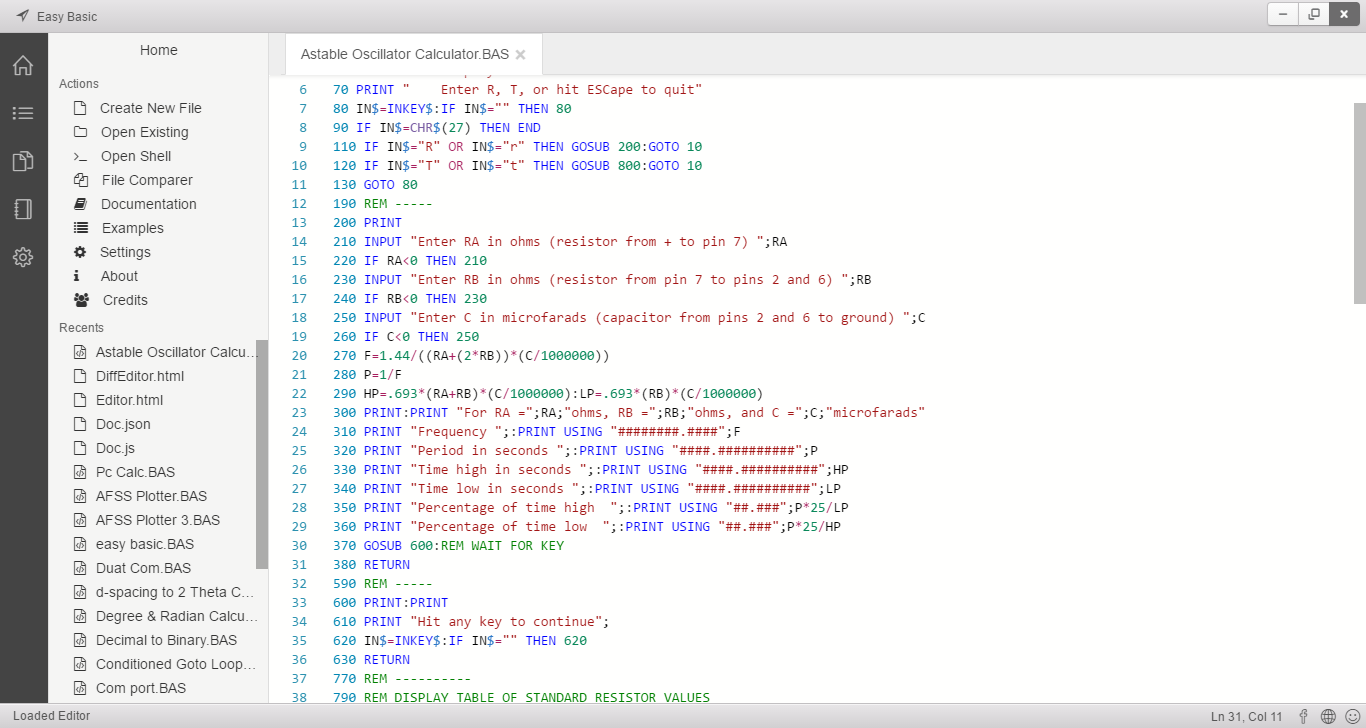 Easy Basic
Home
Actions
Create New File
Open Existing
Open Shell
File Comparer
Documentation
Examples
Settings
About
Credits
Recents
Astable Oscillator Calcu...
DiffEditor.html
Editor.html
Doc.json
Doc.js
Pc Calc.BAS
AFSS Plotter.BAS
AFSS Plotter 3.BAS
easy basic.BAS
Duat Com.BAS
d-spacing to 2 Theta C...
Degree & Radian Calcu...
Decimal to Binary.BAS
Conditioned Goto Loop...
Com port.BAS
Astable Oscillator Calculator.BAS
6 70 PRINT "    Enter R, T, or hit ESCape to quit"
7 80 IN$=INKEY$:IF IN$="" THEN 80
8 90 IF IN$=CHR$(27) THEN END
9 110 IF IN$="R" OR IN$="r" THEN GOSUB 200:GOTO 10
10 120 IF IN$="T" OR IN$="t" THEN GOSUB 800:GOTO 10
11 130 GOTO 80
12 190 REM -----
13 200 PRINT
14 210 INPUT "Enter RA in ohms (resistor from + to pin 7) ";RA
15 220 IF RA<0 THEN 210
16 230 INPUT "Enter RB in ohms (resistor from pin 7 to pins 2 and 6) ";RB
17 240 IF RB<0 THEN 230
18 250 INPUT "Enter C in microfarads (capacitor from pins 2 and 6 to ground) ";C
19 260 IF C<0 THEN 250
20 270 F=1.44/((RA+(2*RB))*(C/1000000))
21 280 P=1/F
22 290 HP=.693*(RA+RB)*(C/1000000):LP=.693*(RB)*(C/1000000)
23 300 PRINT:PRINT "For RA =";RA;"ohms, RB =";RB;"ohms, and C =";C;"microfarads"
24 310 PRINT "Frequency ";:PRINT USING "########.####";F
25 320 PRINT "Period in seconds ";:PRINT USING "####.##########";P
26 330 PRINT "Time high in seconds ";:PRINT USING "####.##########";HP
27 340 PRINT "Time low in seconds ";:PRINT USING "####.##########";LP
28 350 PRINT "Percentage of time high  ";:PRINT USING "##.###";P*25/LP
29 360 PRINT "Percentage of time low  ";:PRINT USING "##.###";P*25/HP
30 370 GOSUB 600:REM WAIT FOR KEY
31 380 RETURN
32 590 REM -----
33 600 PRINT:PRINT
34 610 PRINT "Hit any key to continue";
35 620 IN$=INKEY$:IF IN$="" THEN 620
36 630 RETURN
37 770 REM ----------
38 790 REM DISPLAY TABLE OF STANDARD RESISTOR VALUES
Loaded Editor
Ln 31, Col 11